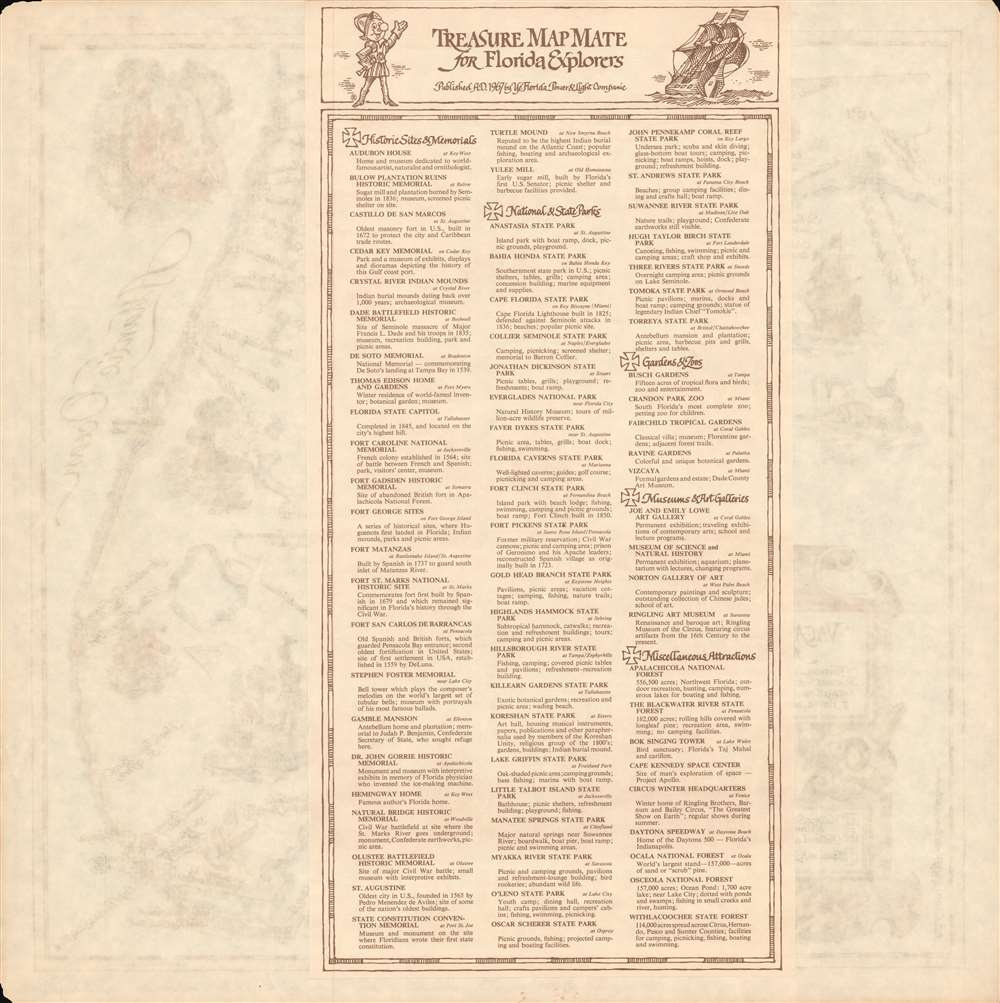 TREASURE MAP MATE
for Florida Explorers
Published A.D. 1967 by Ye Florida Power & Light Companie
Historic Sites & Memorials
AUDUBON HOUSE at Key West
Home and museum dedicated to world-
famous artist, naturalist and ornithologist.
BULOW PLANTATION RUINS
HISTORIC MEMORIAL at Bulow
Sugar mill and plantation burned by Sem-
inoles in 1836; museum, screened picnic
shelter on site.
CASTILLO DE SAN MARCOS
at St. Augustine
Oldest masonry fort in U.S., built in
1672 to protect the city and Caribbean
trade routes.
CEDAR KEY MEMORIAL on Cedar Key
Park and a museum of exhibits, displays
and dioramas depicting the history of
this Gulf coast port.
CRYSTAL RIVER INDIAN MOUNDS
at Crystal River
Indian burial mounds dating back over
1,000 years; archaeological museum.
DADE BATTLEFIELD HISTORIC
MEMORIAL at Bushnell
Site of Seminole massacre of Major
Francis L. Dade and his troops in 1835;
museum, recreation building, park and
picnic areas.
DE SOTO MEMORIAL at Bradenton
National Memorial — commemorating
De Soto's landing at Tampa Bay in 1539.
THOMAS EDISON HOME
AND GARDENS at Fort Myers
Winter residence of world-famed inven-
tor; botanical garden; museum.
FLORIDA STATE CAPITOL
at Tallahassee
Completed in 1845, and located on the
city's highest hill.
FORT CAROLINE NATIONAL
MEMORIAL at Jacksonville
French colony established in 1564; site
of battle between French and Spanish;
park, visitors' center, museum.
FORT GADSDEN HISTORIC
MEMORIAL at Sumatra
Site of abandoned British fort in Apa-
lachicola National Forest.
FORT GEORGE SITES
on Fort George Island
A series of historical sites, where Hu-
guenots first landed in Florida; Indian
mounds, parks and picnic areas.
FORT MATANZAS
at Rattlesnake Island/St. Augustine
Built by Spanish in 1737 to guard south
inlet of Matanzas River.
FORT ST. MARKS NATIONAL
HISTORIC SITE at St. Marks
Commemorates fort first built by Span-
ish in 1679 and which remained sig-
nificant in Florida's history through the
Civil War.
FORT SAN CARLOS DE BARRANCAS
at Pensacola
Old Spanish and British forts, which
guarded Pensacola Bay entrance; second
oldest fortification in United States;
site of first settlement in USA, estab-
lished in 1559 by DeLuna.
STEPHEN FOSTER MEMORIAL
near Lake City
Bell tower which plays the composer's
melodies on the world's largest set of
tubular bells; museum with portrayals
of his most famous ballads.
GAMBLE MANSION at Ellenton
Antebellum home and plantation; mem-
orial to Judah P. Benjamin, Confederate
Secretary of State, who sought refuge
here.
DR. JOHN GORRIE HISTORIC
MEMORIAL at Apalachicola
Monument and museum with interpretive
exhibits in memory of Florida physician
who invented the ice-making machine.
HEMINGWAY HOME at Key West
Famous author's Florida home.
NATURAL BRIDGE HISTORIC
MEMORIAL at Woodville
Civil War battlefield at site where the
St. Marks River goes underground;
monument, Confederate earthworks, pic-
nic area.
OLUSTEE BATTLEFIELD
HISTORIC MEMORIAL at Olustee
Site of major Civil War battle; small
museum with interpretive exhibits.
ST. AUGUSTINE
Oldest city in U.S., founded in 1565 by
Pedro Menendez de Aviles; site of some
of the nation's oldest buildings.
STATE CONSTITUTION CONVEN-
TION MEMORIAL at Port St. Joe
Museum and monument on the site
where Floridians wrote their first state
constitution.
TURTLE MOUND at New Smyrna Beach
Reputed to be the highest Indian burial
mound on the Atlantic Coast; popular
fishing, boating and archaeological ex-
ploration area.
YULEE MILL at Old Homosassa
Early sugar mill, built by Florida's
first U.S. Senator; picnic shelter and
barbecue facilities provided.
National & State Parks
ANASTASIA STATE PARK
at St. Augustine
Island park with boat ramp, dock, pic-
nic grounds, playground.
BAHIA HONDA STATE PARK
on Bahia Honda Key
Southernmost state park in U.S.; picnic
shelters, tables, grills; camping area;
concession building; marine equipment
and supplies.
CAPE FLORIDA STATE PARK
on Key Biscayne (Miami)
Cape Florida Lighthouse built in 1825;
defended against Seminole attacks in
1836; beaches; popular picnic site.
COLLIER SEMINOLE STATE PARK
at Naples/Everglades
Camping, picnicking; screened shelter;
memorial to Barron Collier.
JONATHAN DICKINSON STATE
PARK at Stuart
Picnic tables, grills; playground; re-
freshments; boat ramp.
EVERGLADES NATIONAL PARK
near Florida City
Natural History Museum; tours of mil-
lion-acre wildlife preserve.
FAVER DYKES STATE PARK
near St. Augustine
Picnic area, tables, grills; boat dock;
fishing, swimming.
FLORIDA CAVERNS STATE PARK
at Marianna
Well-lighted caverns; guides; golf course;
picnicking and camping areas.
FORT CLINCH STATE PARK
at Fernandina Beach
Island park with beach lodge; fishing,
swimming, camping and picnic grounds;
boat ramp; Fort Clinch built in 1850.
FORT PICKENS STATE PARK
at Santa Rosa Island/Pensacola
Former military reservation; Civil War
cannons; picnic and camping area; prison
of Geronimo and his Apache leaders;
reconstructed Spanish village as orig-
inally built in 1723.
GOLD HEAD BRANCH STATE PARK
at Keystone Heights
Pavilions, picnic areas; vacation cot-
tages; camping, fishing, nature trails;
boat ramp.
HIGHLANDS HAMMOCK STATE
PARK at Sebring
Subtropical hammock, catwalks; recrea-
tion and refreshment buildings; tours;
camping and picnic areas.
HILLSBOROUGH RIVER STATE
PARK at Tampa/Zephyrhills
Fishing, camping; covered picnic tables
and pavilions; refreshment-recreation
building.
KILLEARN GARDENS STATE PARK
at Tallahassee
Exotic botanical gardens; recreation and
picnic area; wading beach.
KORESHAN STATE PARK at Estero
Art hall, housing musical instruments,
papers, publications and other parapher-
nalia used by members of the Koreshan
Unity, religious group of the 1800's;
gardens, buildings; Indian burial mound.
LAKE GRIFFIN STATE PARK
at Fruitland Park
Oak-shaded picnic area; camping grounds;
bass fishing; marina with boat ramp.
LITTLE TALBOT ISLAND STATE
PARK at Jacksonville
Bathhouse; picnic shelters, refreshment
building; playground; fishing.
MANATEE SPRINGS STATE PARK
at Chiefland
Major natural springs near Suwannee
River; boardwalk, boat pier, boat ramp;
picnic and swimming areas.
MYAKKA RIVER STATE PARK
at Sarasota
Picnic and camping grounds, pavilions
and refreshment-lounge building; bird
rookeries; abundant wild life.
O'LENO STATE PARK at Lake City
Youth camp; dining hall, recreation
hall; crafts pavilions and campers' cab-
ins; fishing, swimming, picnicking.
OSCAR SCHERER STATE PARK
at Osprey
Picnic grounds, fishing; projected camp-
ing and boating facilities.
JOHN PENNEKAMP CORAL REEF
STATE PARK on Key Largo
Undersea park; scuba and skin diving;
glass-bottom boat tours; camping, pic-
nicking; boat ramps, hoists, dock; play-
ground; refreshment building.
ST. ANDREWS STATE PARK
at Panama City Beach
Beaches; group camping facilities; din-
ing and crafts hall; boat ramp.
SUWANNEE RIVER STATE PARK
at Madison/Live Oak
Nature trails; playground; Confederate
earthworks still visible.
HUGH TAYLOR BIRCH STATE
PARK at Fort Lauderdale
Canoeing, fishing, swimming; picnic and
camping areas; craft shop and exhibits.
THREE RIVERS STATE PARK at Sneads
Overnight camping area; picnic grounds
on Lake Seminole.
TOMOKA STATE PARK at Ormond Beach
Picnic pavilions; marina, docks and
boat ramp; camping grounds; statue of
legendary Indian Chief "Tomokie".
TORREYA STATE PARK
at Bristol/Chattahoochee
Antebellum mansion and plantation;
picnic area, barbecue pits and grills,
shelters and tables.
Gardens & Zoos
BUSCH GARDENS at Tampa
Fifteen acres of tropical flora and birds;
zoo and entertainment.
CRANDON PARK ZOO at Miami
South Florida's most complete zoo;
petting zoo for children.
FAIRCHILD TROPICAL GARDENS
at Coral Gables
Classical villa; museum; Florentine gar-
dens; adjacent forest trails.
RAVINE GARDENS at Palatka
Colorful and unique botanical gardens.
VIZCAYA at Miami
Formal gardens and estate; Dade County
Art Museum.
Museums & Art Galleries
JOE AND EMILY LOWE
ART GALLERY at Coral Gables
Permanent exhibition; traveling exhibi-
tions of contemporary arts; school and
lecture programs.
MUSEUM OF SCIENCE and
NATURAL HISTORY at Miami
Permanent exhibition; aquarium; plane-
tarium with lectures, changing programs.
NORTON GALLERY OF ART
at West Palm Beach
Contemporary paintings and sculpture;
outstanding collection of Chinese jades;
school of art.
RINGLING ART MUSEUM at Sarasota
Renaissance and baroque art; Ringling
Museum of the Circus, featuring circus
artifacts from the 16th Century to the
present.
Miscellaneous Attractions
APALACHICOLA NATIONAL
FOREST
556,500 acres; Northwest Florida; out-
door recreation, hunting, camping, num-
erous lakes for boating and fishing.
THE BLACKWATER RIVER STATE
FOREST at Pensacola
182,000 acres; rolling hills covered with
longleaf pine; recreation area, swim-
ming; no camping facilities.
BOK SINGING TOWER at Lake Wales
Bird sanctuary; Florida's Taj Mahal
and carillon.
CAPE KENNEDY SPACE CENTER
Site of man's exploration of space —
Project Apollo.
CIRCUS WINTER HEADQUARTERS
at Venice
Winter home of Ringling Brothers, Bar-
num and Bailey Circus, "The Greatest
Show on Earth"; regular shows during
summer.
DAYTONA SPEEDWAY at Daytona Beach
Home of the Daytona 500 — Florida's
Indianapolis.
OCALA NATIONAL FOREST at Ocala
World's largest stand—157,000—acres
of sand or "scrub" pine.
OSCEOLA NATIONAL FOREST
157,000 acres; Ocean Pond: 1,700 acre
lake; near Lake City; dotted with ponds
and swamps; fishing in small creeks and
river, hunting.
WITHLACOOCHEE STATE FOREST
114,000 acres spread across Citrus, Hernan-
do, Pasco and Sumter Counties; facilities
for camping, picnicking, fishing, boating
and swimming.